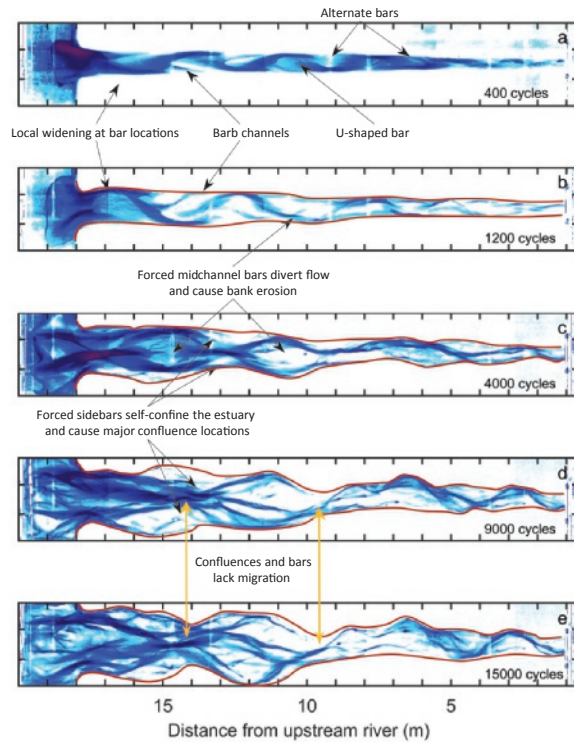 Alternate bars
a
400 cycles
Local widening at bar locations
Barb channels
U-shaped bar
b
1200 cycles
Forced midchannel bars divert flow
and cause bank erosion
c
4000 cycles
Forced sidebars self-confine the estuary
and cause major confluence locations
d
9000 cycles
Confluences and bars
lack migration
e
15000 cycles
15 10 5
Distance from upstream river (m)